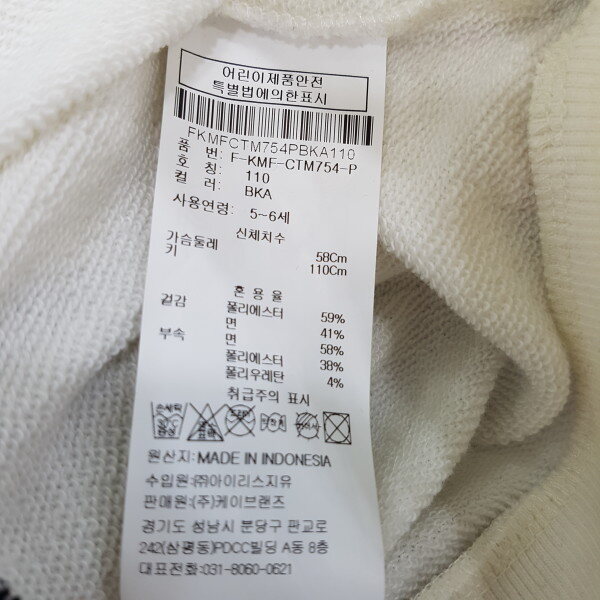 어린이제품안전
특별법에의한표시
FKMFCTM754PBKA110
품 번: F-KMF-CTM754-P
호 칭: 110
컬 러: BKA
사용연령: 5~6세
신체치수
가슴둘레 58Cm
키 110Cm
혼 용 율
겉감 폴리에스터 59%
면 41%
부속 면 58%
폴리에스터 38%
폴리우레탄 4%
취급주의 표시
손세탁
원산지: MADE IN INDONESIA
수입원:㈜아이리스지유
판매원:(주)케이브랜즈
경기도 성남시 분당구 판교로
242(삼평동)PDCC빌딩 A동 8층
대표전화:031-8060-0621